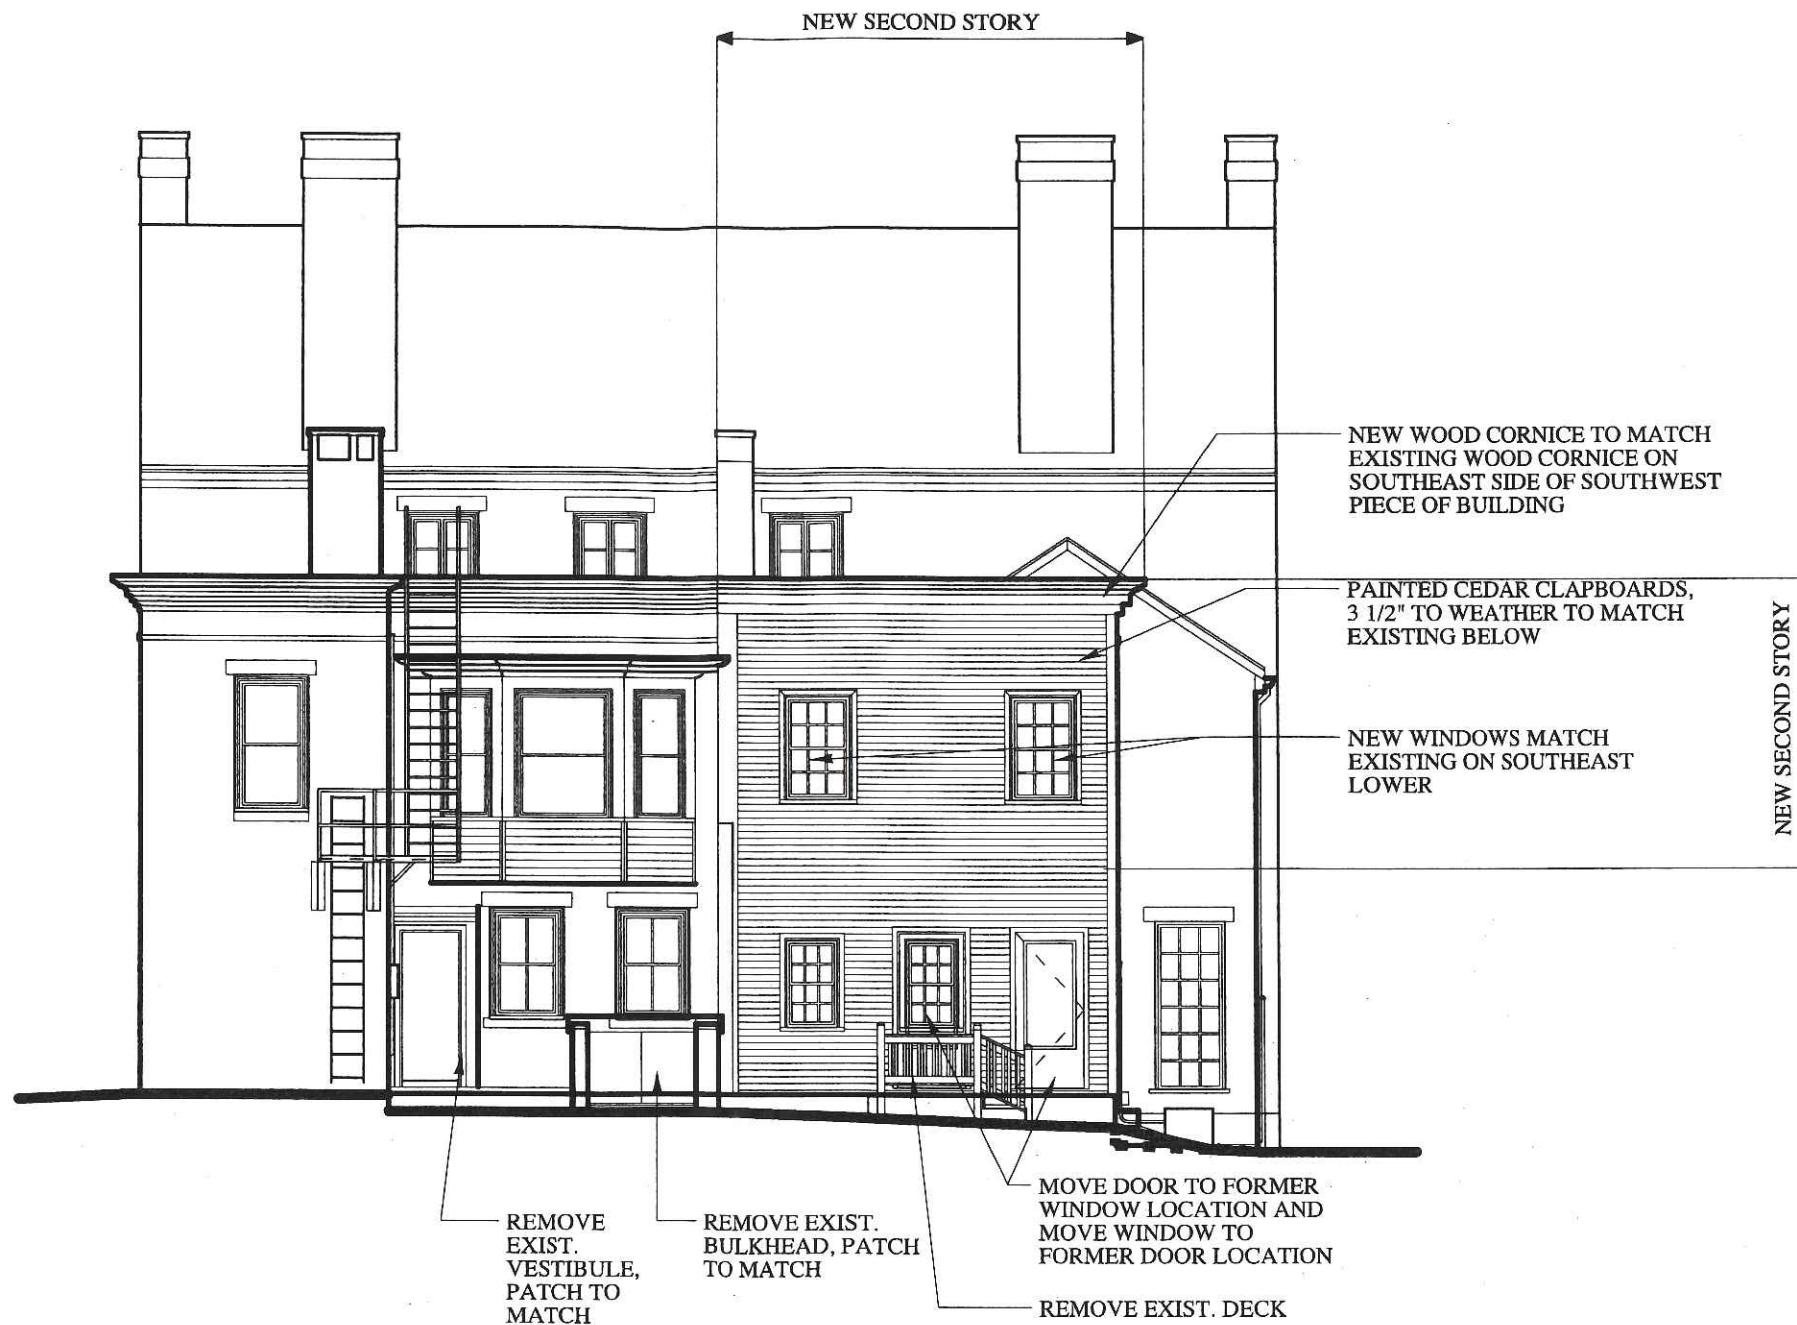 NEW SECOND STORY
NEW WOOD CORNICE TO MATCH
EXISTING WOOD CORNICE ON
SOUTHEAST SIDE OF SOUTHWEST
PIECE OF BUILDING
PAINTED CEDAR CLAPBOARDS,
3 1/2" TO WEATHER TO MATCH
EXISTING BELOW
NEW SECOND STORY
NEW WINDOWS MATCH
EXISTING ON SOUTHEAST
LOWER
MOVE DOOR TO FORMER
WINDOW LOCATION AND
MOVE WINDOW TO
FORMER DOOR LOCATION
REMOVE
EXIST.
VESTIBULE,
PATCH TO
MATCH
REMOVE EXIST.
BULKHEAD, PATCH
TO MATCH
REMOVE EXIST. DECK